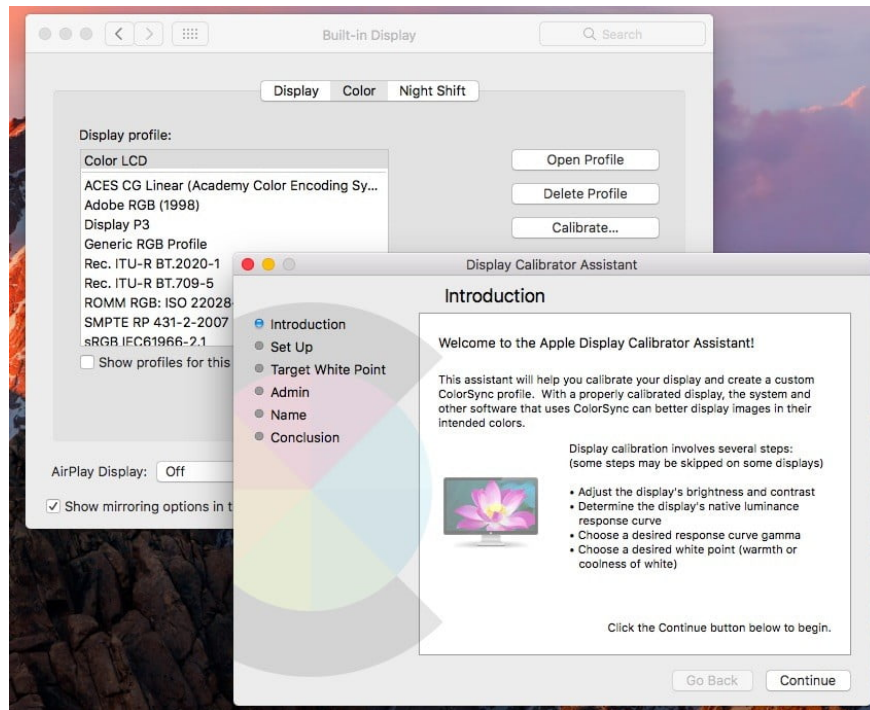 Built-in Display
Search
Display Color Night Shift
Display profile:
Color LCD
ACES CG Linear (Academy Color Encoding Sy...
Adobe RGB (1998)
Display P3
Generic RGB Profile
Rec. ITU-R BT.2020-1
Rec. ITU-R BT.709-5
ROMM RGB: ISO 22028-
SMPTE RP 431-2-2007
sRGB IEC61966-2.1
Show profiles for this
Open Profile
Delete Profile
Calibrate...
AirPlay Display: Off
Show mirroring options in t
Display Calibrator Assistant
Introduction
Introduction
Set Up
Target White Point
Admin
Name
Conclusion
Welcome to the Apple Display Calibrator Assistant!
This assistant will help you calibrate your display and create a custom
ColorSync profile. With a properly calibrated display, the system and
other software that uses ColorSync can better display images in their
intended colors.
Display calibration involves several steps:
(some steps may be skipped on some displays)
• Adjust the display's brightness and contrast
• Determine the display's native luminance
response curve
• Choose a desired response curve gamma
• Choose a desired white point (warmth or
coolness of white)
Click the Continue button below to begin.
Go Back Continue